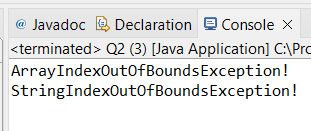 @ Javadoc Declaration Console
<terminated> Q2 (3) [Java Application] C:\Pro
ArrayIndexOutOfBoundsException!
StringIndexOutOfBoundsException!